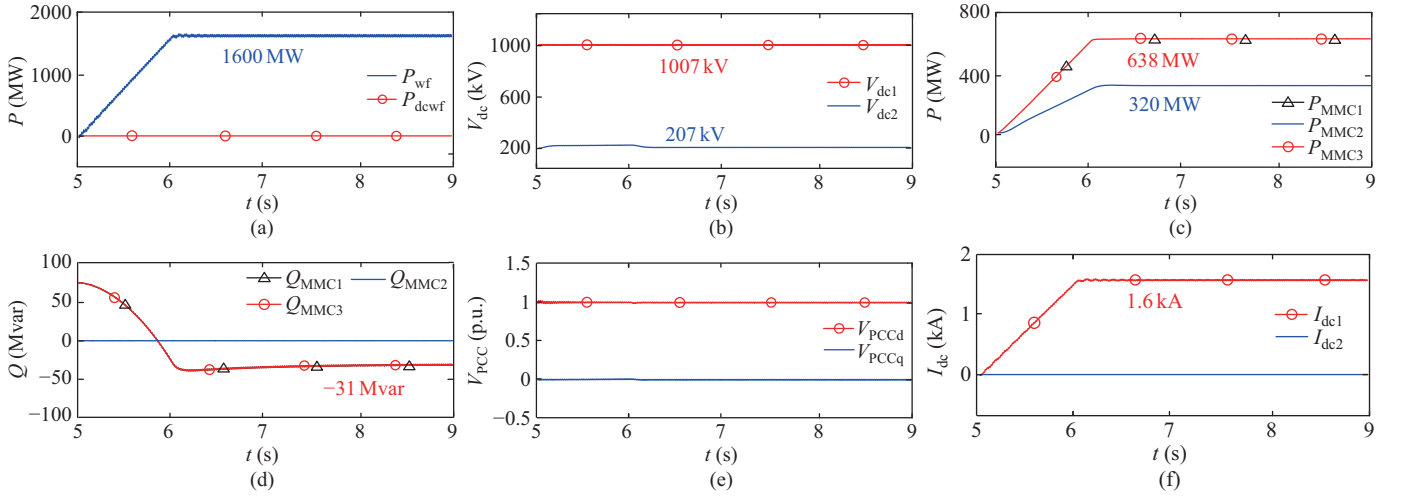 2000
1000
0
P (MW)
1600 MW
P_wf
P_dcwf
5 6 7 8 9
t (s)
(a)
1000
600
200
V_dc (kV)
1007 kV
V_dc1
V_dc2
207 kV
5 6 7 8 9
t (s)
(b)
800
400
0
P (MW)
638 MW
320 MW
P_MMC1
P_MMC2
P_MMC3
5 6 7 8 9
t (s)
(c)
100
50
0
−50
−100
Q (Mvar)
Q_MMC1 Q_MMC2
Q_MMC3
−31 Mvar
5 6 7 8 9
t (s)
(d)
1.5
1
0.5
0
−0.5
V_PCC (p.u.)
V_PCCd
V_PCCq
5 6 7 8 9
t (s)
(e)
2
1
0
I_dc (kA)
1.6 kA
I_dc1
I_dc2
5 6 7 8 9
t (s)
(f)